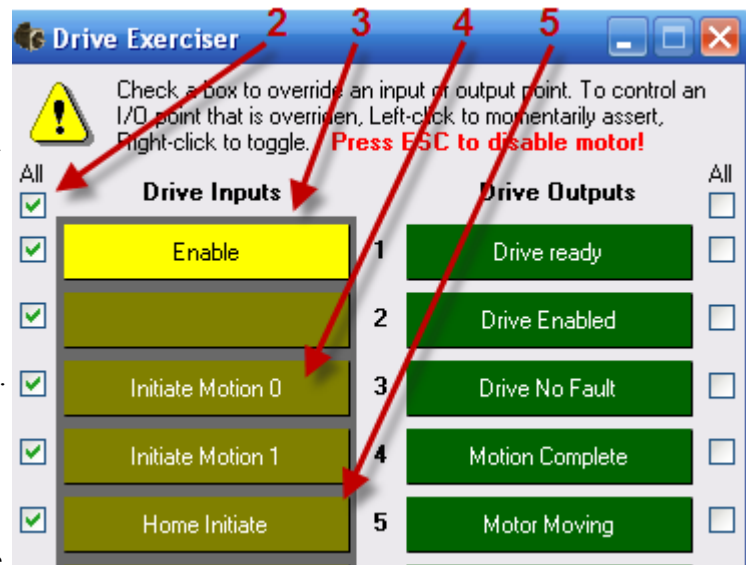 2 3 4 5
Drive Exerciser
Check a box to override an input or output point. To control an
I/O point that is overriden, Left-click to momentarily assert,
Right-click to toggle. Press ESC to disable motor!
All All
Drive Inputs Drive Outputs
Enable 1 Drive ready
2 Drive Enabled
Initiate Motion 0 3 Drive No Fault
Initiate Motion 1 4 Motion Complete
Home Initiate 5 Motor Moving